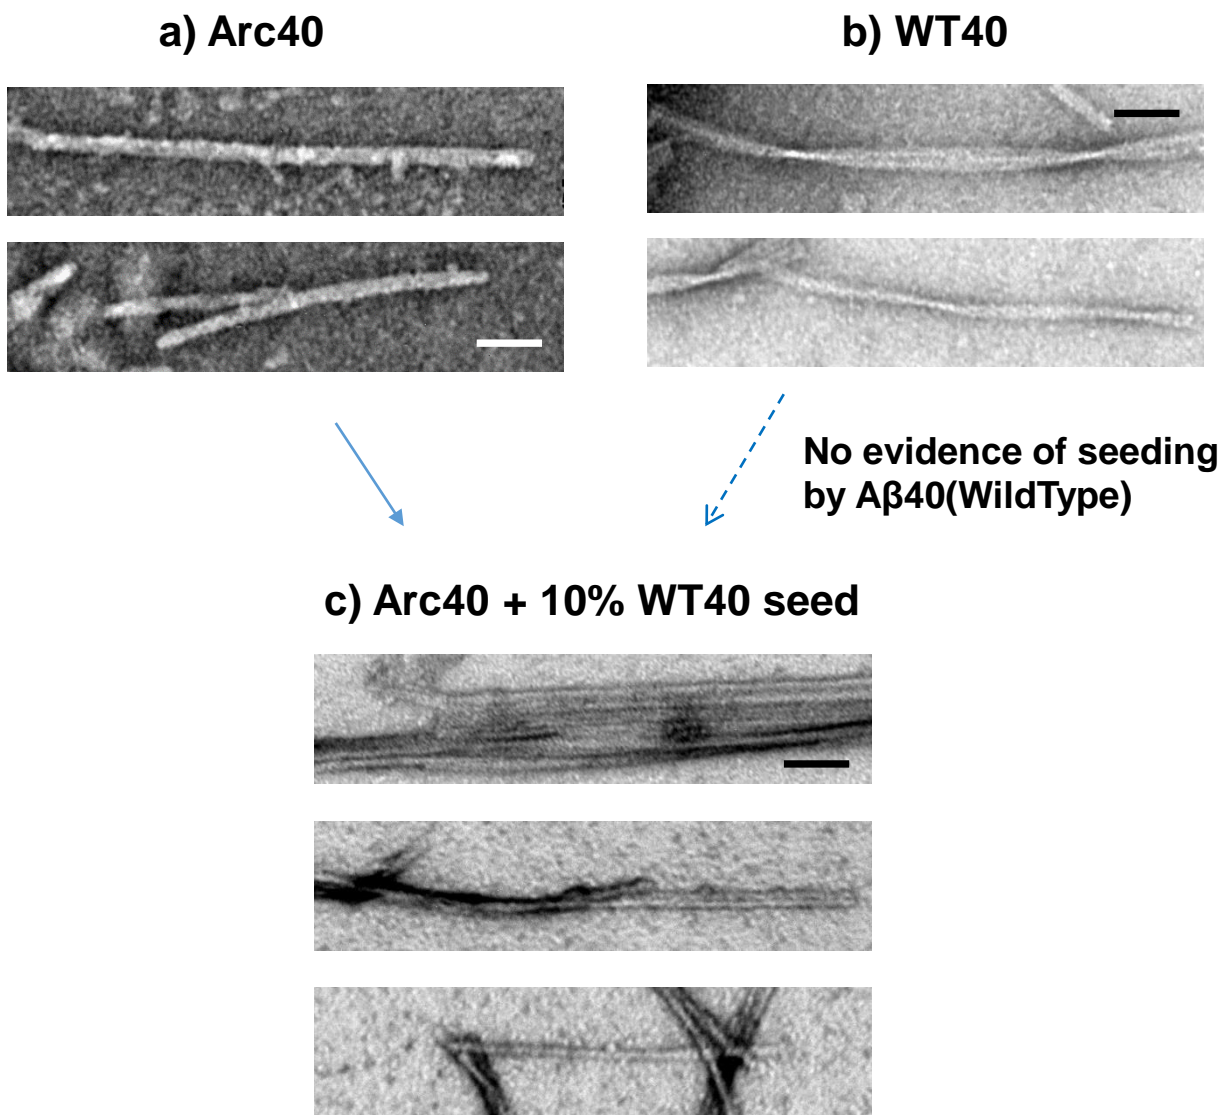 a) Arc40
b) WT40
No evidence of seeding
by Aβ40(WildType)
c) Arc40 + 10% WT40 seed